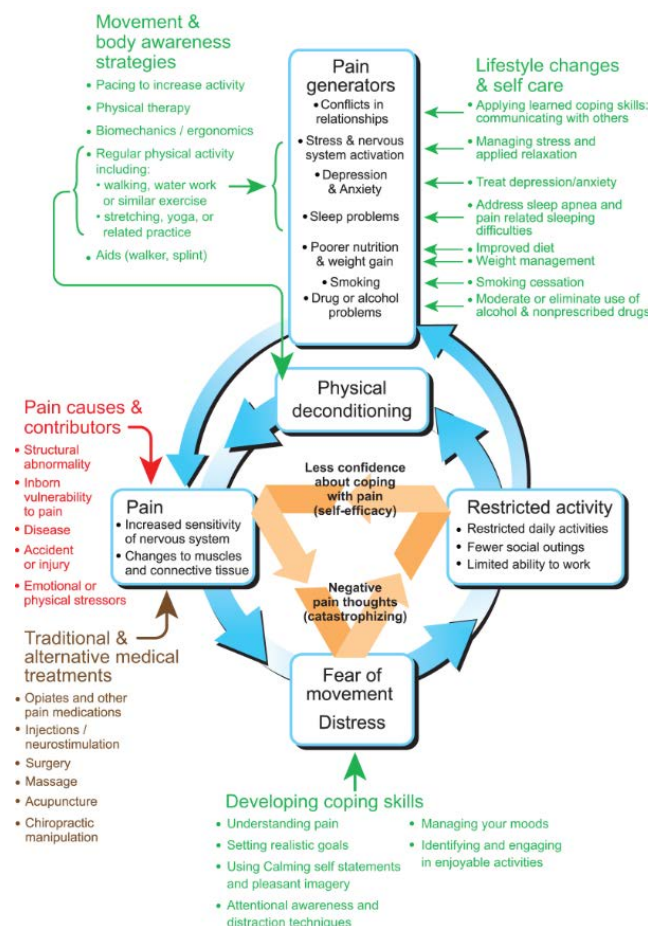 Movement &
body awareness
strategies
• Pacing to increase activity
• Physical therapy
• Biomechanics / ergonomics
• Regular physical activity
including:
• walking, water work
or similar exercise
• stretching, yoga, or
related practice
• Aids (walker, splint)
Pain
generators
• Conflicts in
relationships
• Stress & nervous
system activation
• Depression
& Anxiety
• Sleep problems
• Poorer nutrition
& weight gain
• Smoking
• Drug or alcohol
problems
Lifestyle changes
& self care
• Applying learned coping skills:
communicating with others
• Managing stress and
applied relaxation
• Treat depression/anxiety
• Address sleep apnea and
pain related sleeping
difficulties
• Improved diet
• Weight management
• Smoking cessation
• Moderate or eliminate use of
alcohol & nonprescribed drugs
Physical
deconditioning
Pain causes &
contributors
• Structural
abnormality
• Inborn
vulnerability
to pain
• Disease
• Accident
or injury
• Emotional or
physical stressors
Pain
• Increased sensitivity
of nervous system
• Changes to muscles
and connective tissue
Less confidence
about coping
with pain
(self-efficacy)
Negative
pain thoughts
(catastrophizing)
Restricted activity
• Restricted daily activities
• Fewer social outings
• Limited ability to work
Traditional &
alternative medical
treatments
• Opiates and other
pain medications
• Injections /
neurostimulation
• Surgery
• Massage
• Acupuncture
• Chiropractic
manipulation
Fear of
movement
Distress
Developing coping skills
• Understanding pain
• Setting realistic goals
• Using Calming self statements
and pleasant imagery
• Attentional awareness and
distraction techniques
• Managing your moods
• Identifying and engaging
in enjoyable activities